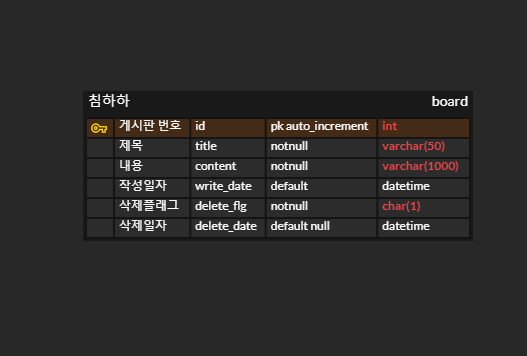 침하하 board
게시판 번호 id pk auto_increment int
제목 title notnull varchar(50)
내용 content notnull varchar(1000)
작성일자 write_date default datetime
삭제플래그 delete_flg notnull char(1)
삭제일자 delete_date default null datetime